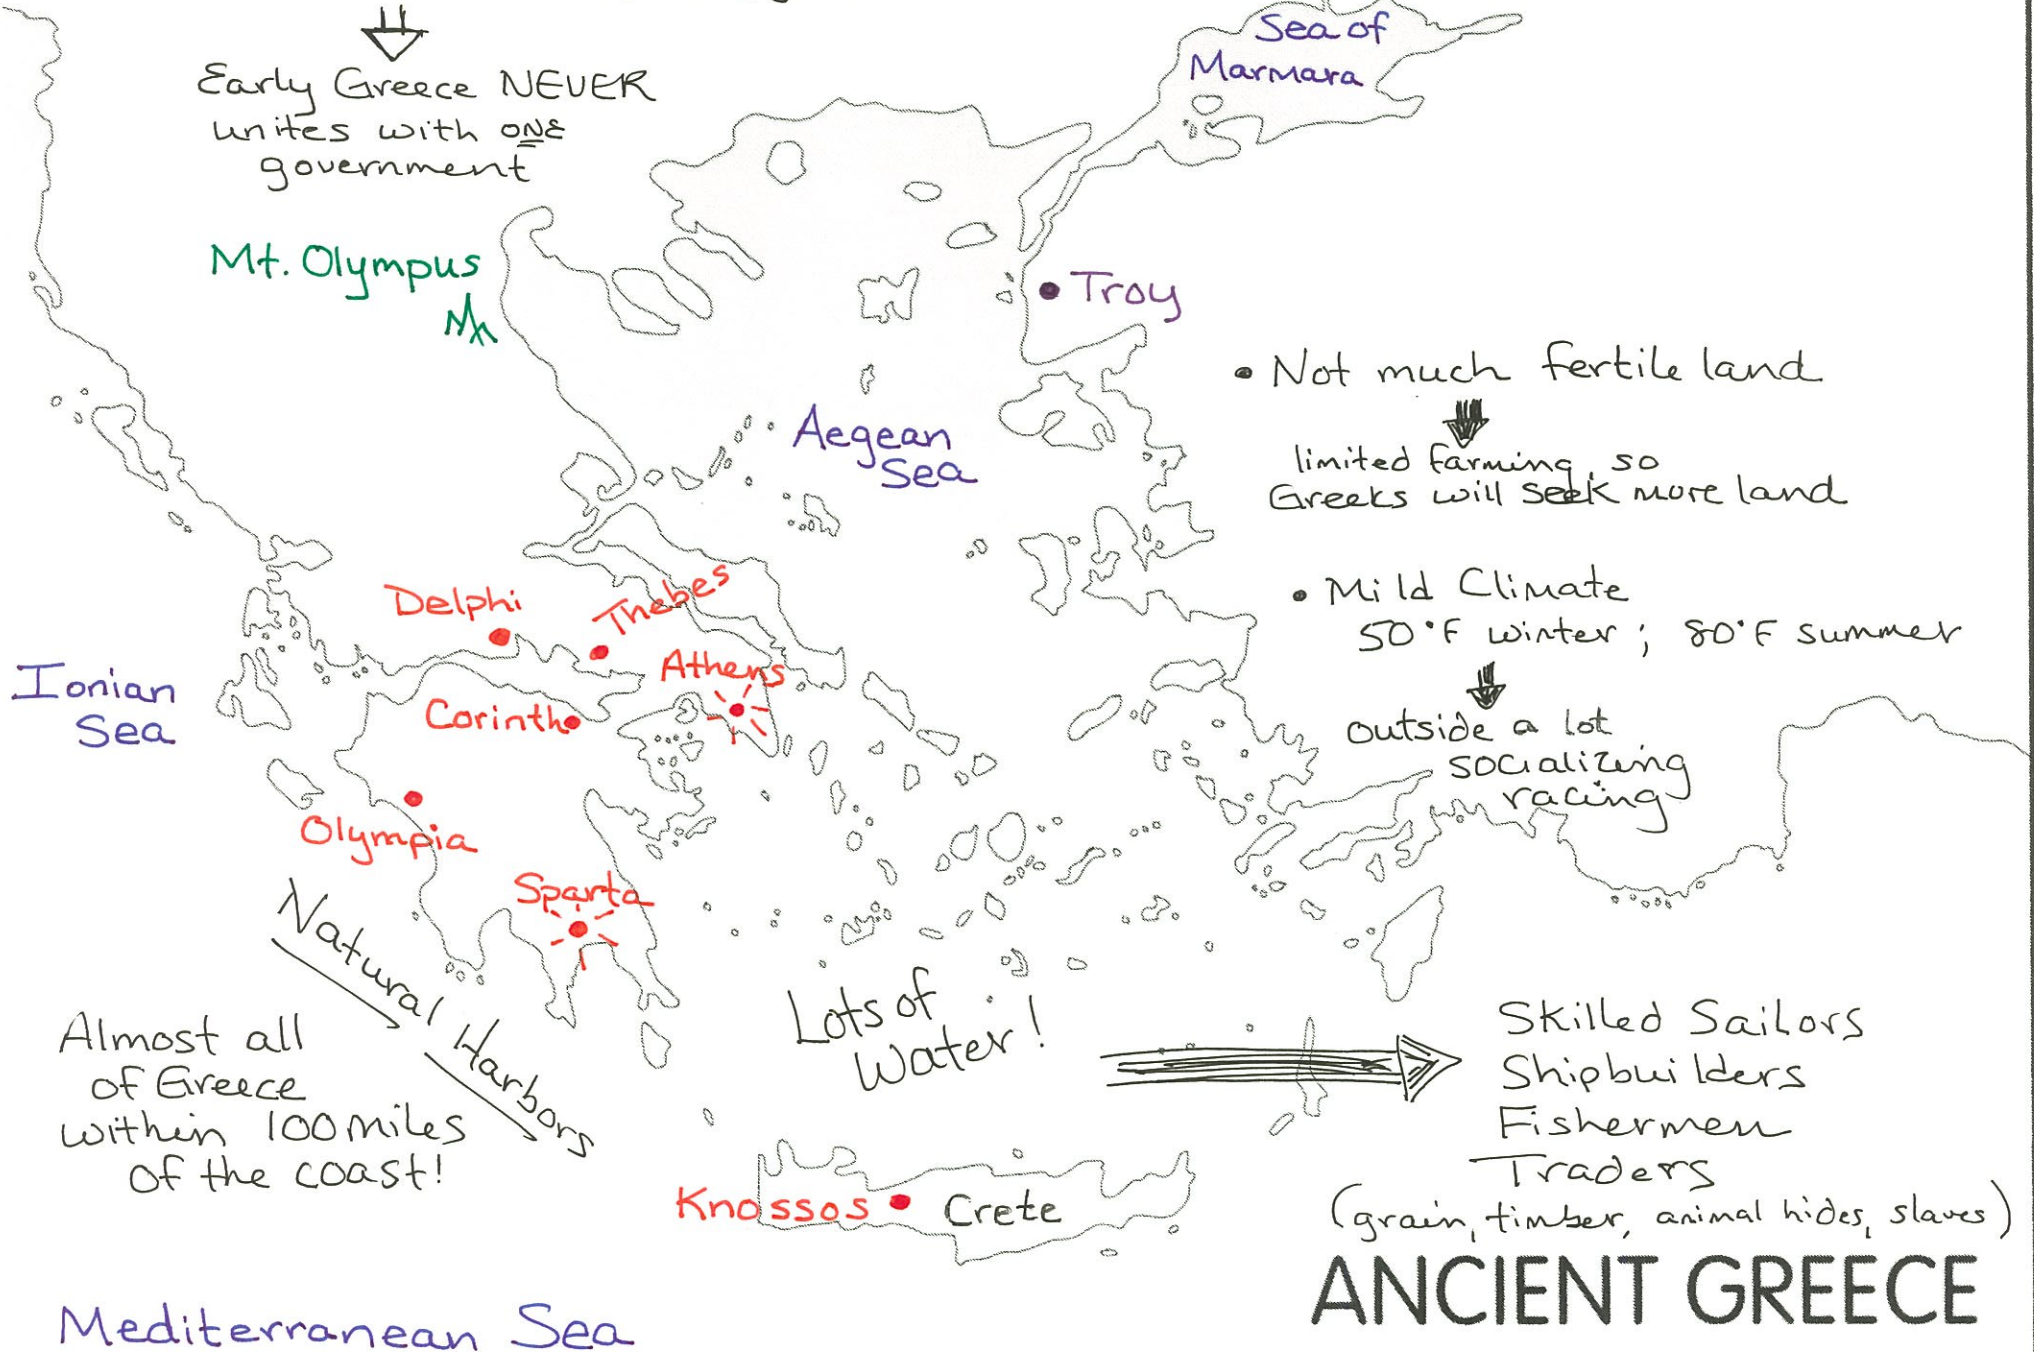 Early Greece NEVER
unites with ONE
government
Sea of
Marmara
Mt. Olympus
Troy
• Not much fertile land
limited farming, so
Greeks will seek more land
Aegean
Sea
• Mild Climate
50°F winter; 80°F summer
outside a lot
socializing
racing
Delphi
Thebes
Athens
Ionian
Sea
Corinth
Olympia
Sparta
Natural Harbors
Almost all
of Greece
within 100 miles
of the coast!
Lots of
Water!
Skilled Sailors
Shipbuilders
Fishermen
Traders
(grain, timber, animal hides, slaves)
Knossos
Crete
ANCIENT GREECE
Mediterranean Sea